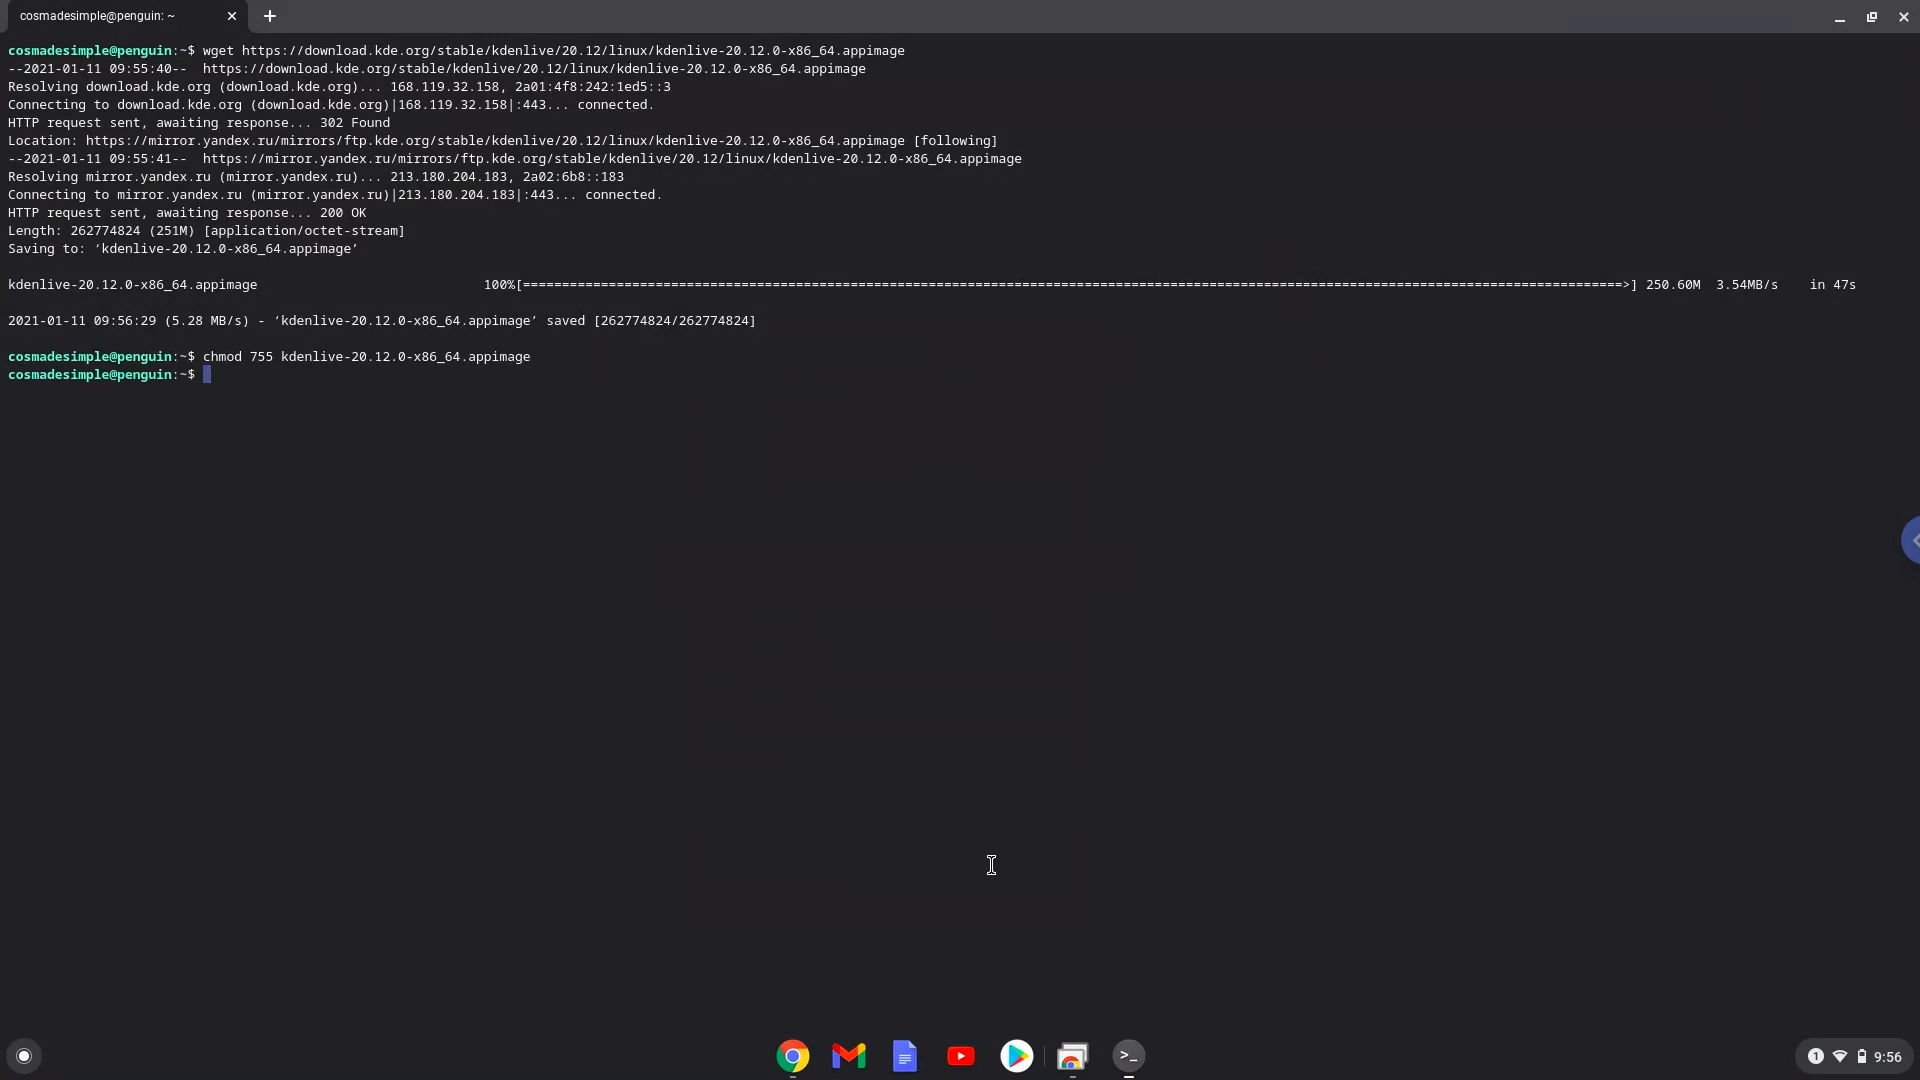 cosmadesimple@penguin: ~
cosmadesimple@penguin:~$ wget https://download.kde.org/stable/kdenlive/20.12/linux/kdenlive-20.12.0-x86_64.appimage
--2021-01-11 09:55:40--  https://download.kde.org/stable/kdenlive/20.12/linux/kdenlive-20.12.0-x86_64.appimage
Resolving download.kde.org (download.kde.org)... 168.119.32.158, 2a01:4f8:242:1ed5::3
Connecting to download.kde.org (download.kde.org)|168.119.32.158|:443... connected.
HTTP request sent, awaiting response... 302 Found
Location: https://mirror.yandex.ru/mirrors/ftp.kde.org/stable/kdenlive/20.12/linux/kdenlive-20.12.0-x86_64.appimage [following]
--2021-01-11 09:55:41--  https://mirror.yandex.ru/mirrors/ftp.kde.org/stable/kdenlive/20.12/linux/kdenlive-20.12.0-x86_64.appimage
Resolving mirror.yandex.ru (mirror.yandex.ru)... 213.180.204.183, 2a02:6b8::183
Connecting to mirror.yandex.ru (mirror.yandex.ru)|213.180.204.183|:443... connected.
HTTP request sent, awaiting response... 200 OK
Length: 262774824 (251M) [application/octet-stream]
Saving to: ‘kdenlive-20.12.0-x86_64.appimage’
kdenlive-20.12.0-x86_64.appimage 100%[=============================================================================================================================================>] 250.60M 3.54MB/s in 47s
2021-01-11 09:56:29 (5.28 MB/s) - ‘kdenlive-20.12.0-x86_64.appimage’ saved [262774824/262774824]
cosmadesimple@penguin:~$ chmod 755 kdenlive-20.12.0-x86_64.appimage
cosmadesimple@penguin:~$
1 9:56